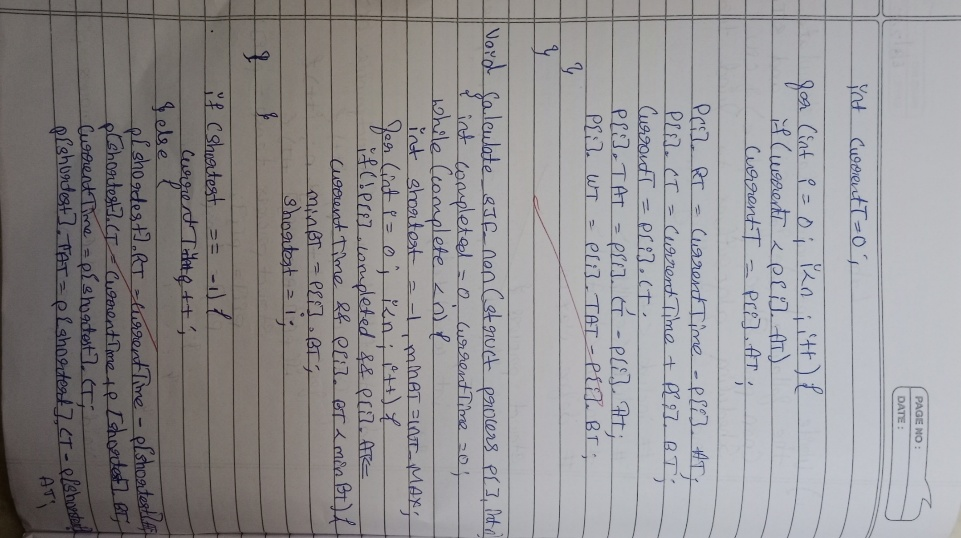 PAGE NO :
DATE :
int currentT=0;
for (int i = 0; i<n; i++) {
if (current < p[i]. AT)
currentT = p[i]. AT;
P[i]. RT = currentTime - p[i]. AT;
P[i]. CT = currentTime + p[i]. BT;
CurrentT = p[i]. CT.
p[i]. TAT = p[i]. CT - p[i]. AT;
P[i]. WT = p[i]. TAT - p[i]. BT;
}
}
Void Calculate_SJF_non (struct process P[], int n)
{ int completed = 0, currentTime = 0;
while (complete < n) {
int shortest = -1, minBT = INT_MAX;
for (int i = 0; i<n; i++) {
if (!p[i]. completed && p[i]. AT<=
currentTime && p[i]. BT < minBT) {
minBT = p[i]. BT;
shortest = i;
}
}
if (shortest == -1) {
currentTime++;
} else {
p[shortest]. RT = currentTime - p[shortest]. AT;
p[shortest]. CT = currentTime + p[shortest]. BT;
currentTime = p[shortest]. CT;
p[shortest]. TAT = p[shortest]. CT - p[shortest].
AT;